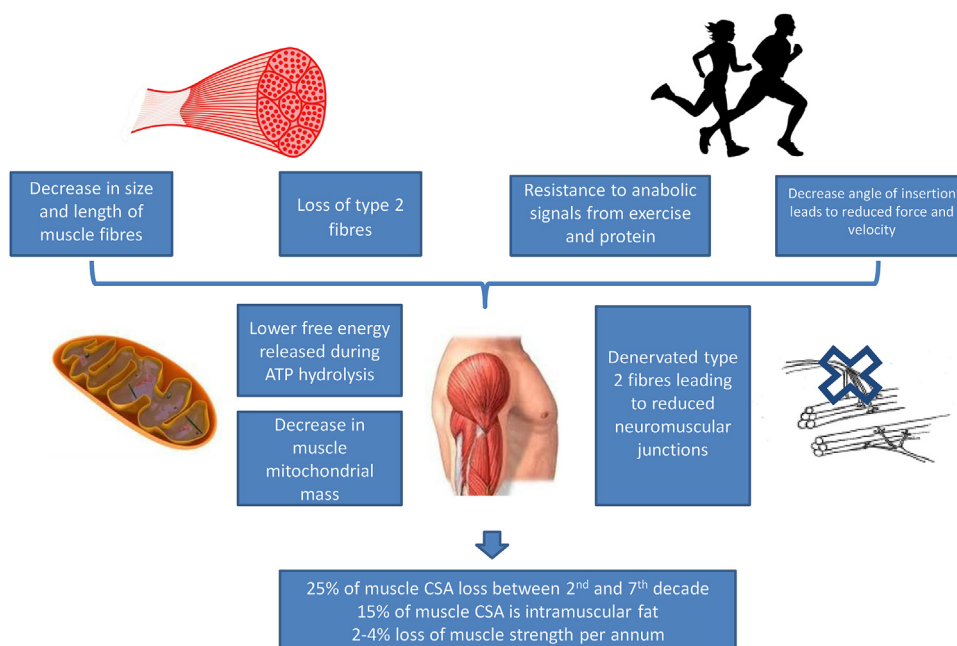 Decrease in size
and length of
muscle fibres
Loss of type 2
fibres
Resistance to anabolic
signals from exercise
and protein
Decrease angle of insertion
leads to reduced force and
velocity
Lower free energy
released during
ATP hydrolysis
Decrease in
muscle
mitochondrial
mass
Denervated type
2 fibres leading
to reduced
neuromuscular
junctions
25% of muscle CSA loss between 2nd and 7th decade
15% of muscle CSA is intramuscular fat
2-4% loss of muscle strength per annum